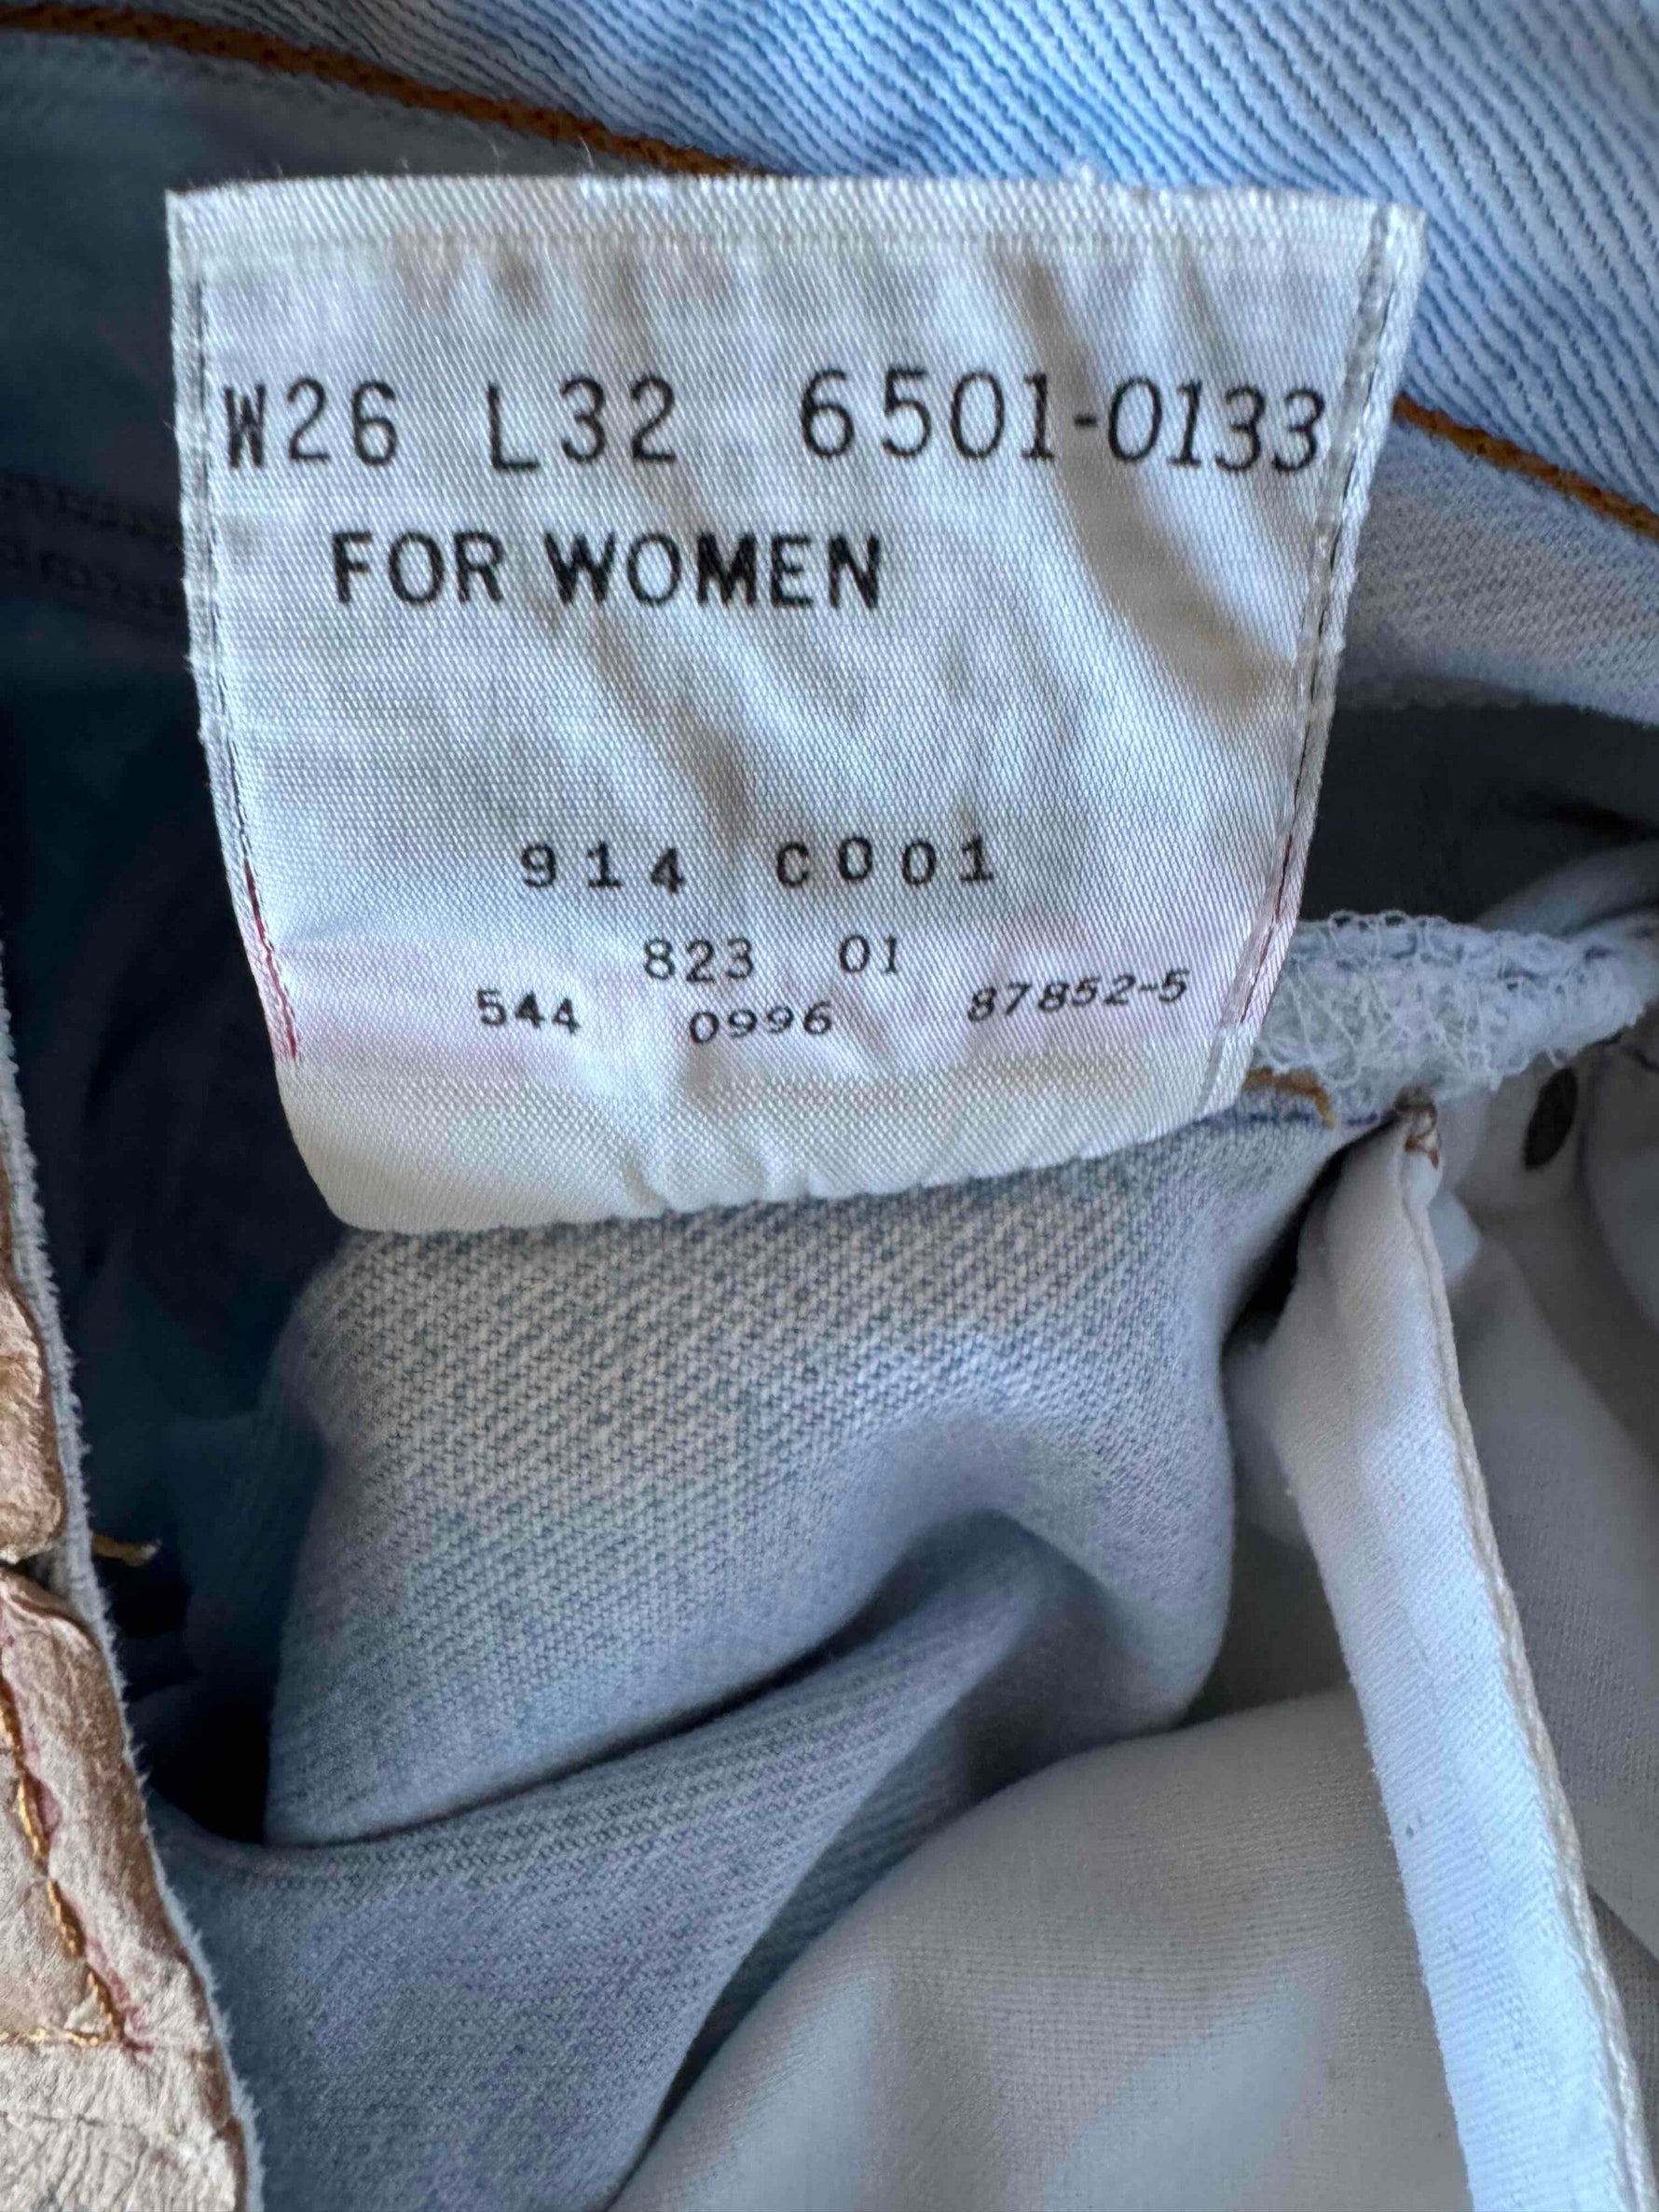 W26 L32 6501-0133
FOR WOMEN
914 C001
823 01
544 0996 87852-5